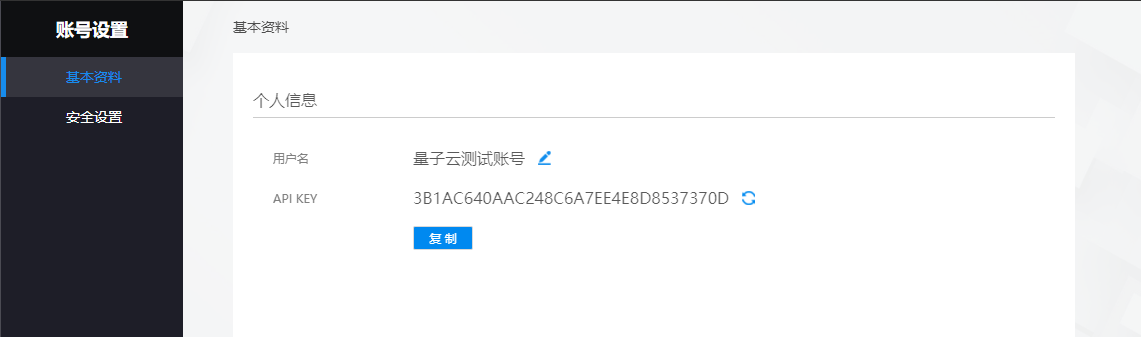 账号设置
基本资料
安全设置
基本资料
个人信息
用户名
量子云测试账号
API KEY
3B1AC640AAC248C6A7EE4E8D8537370D
复制